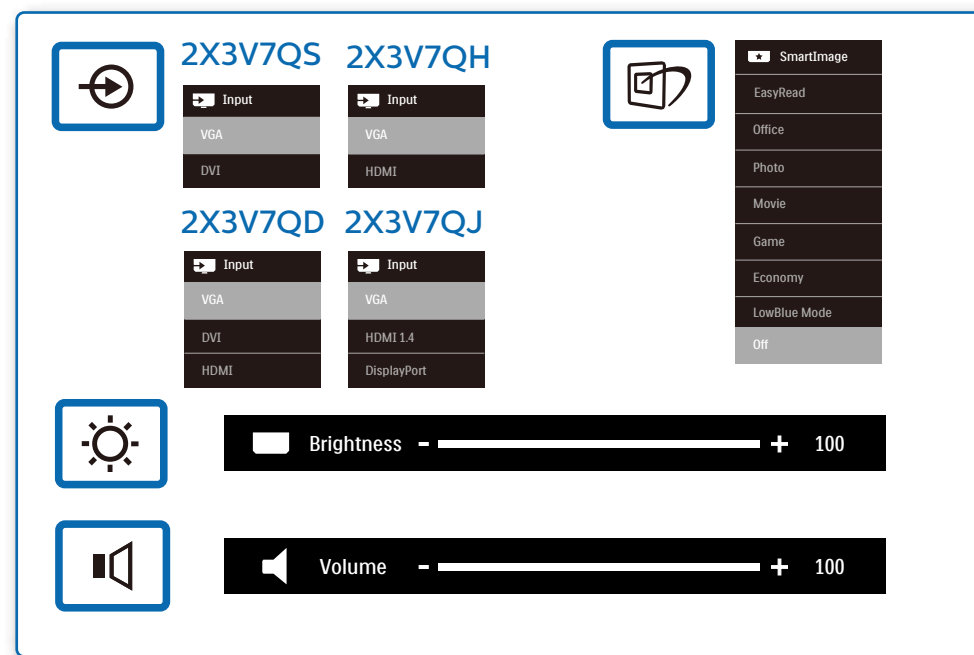 2X3V7QS
Input
VGA
DVI
2X3V7QH
Input
VGA
HDMI
2X3V7QD
Input
VGA
DVI
HDMI
2X3V7QJ
Input
VGA
HDMI 1.4
DisplayPort
SmartImage
EasyRead
Office
Photo
Movie
Game
Economy
LowBlue Mode
Off
Brightness - + 100
Volume - + 100